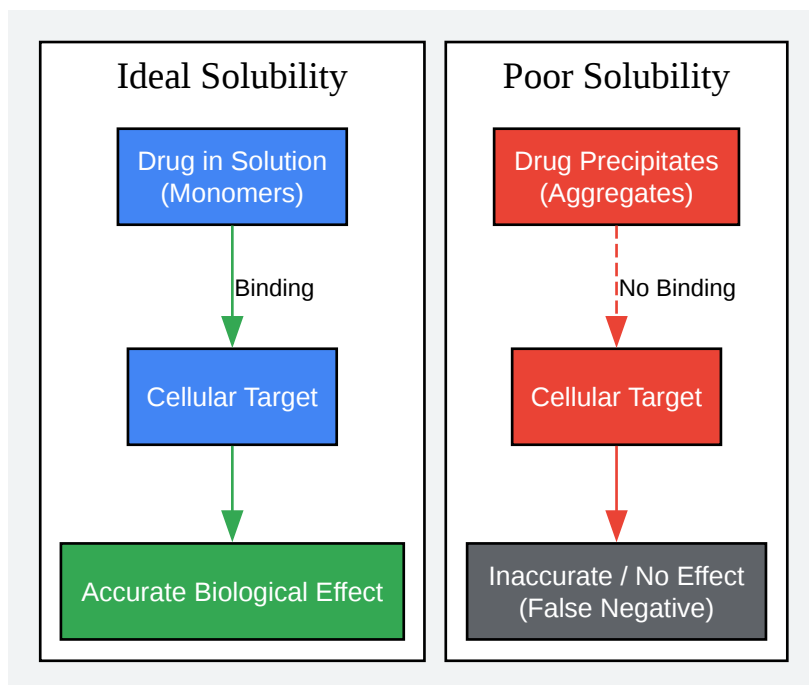 Ideal Solubility
Drug in Solution
(Monomers)
Binding
Cellular Target
Accurate Biological Effect
Poor Solubility
Drug Precipitates
(Aggregates)
No Binding
Cellular Target
Inaccurate / No Effect
(False Negative)